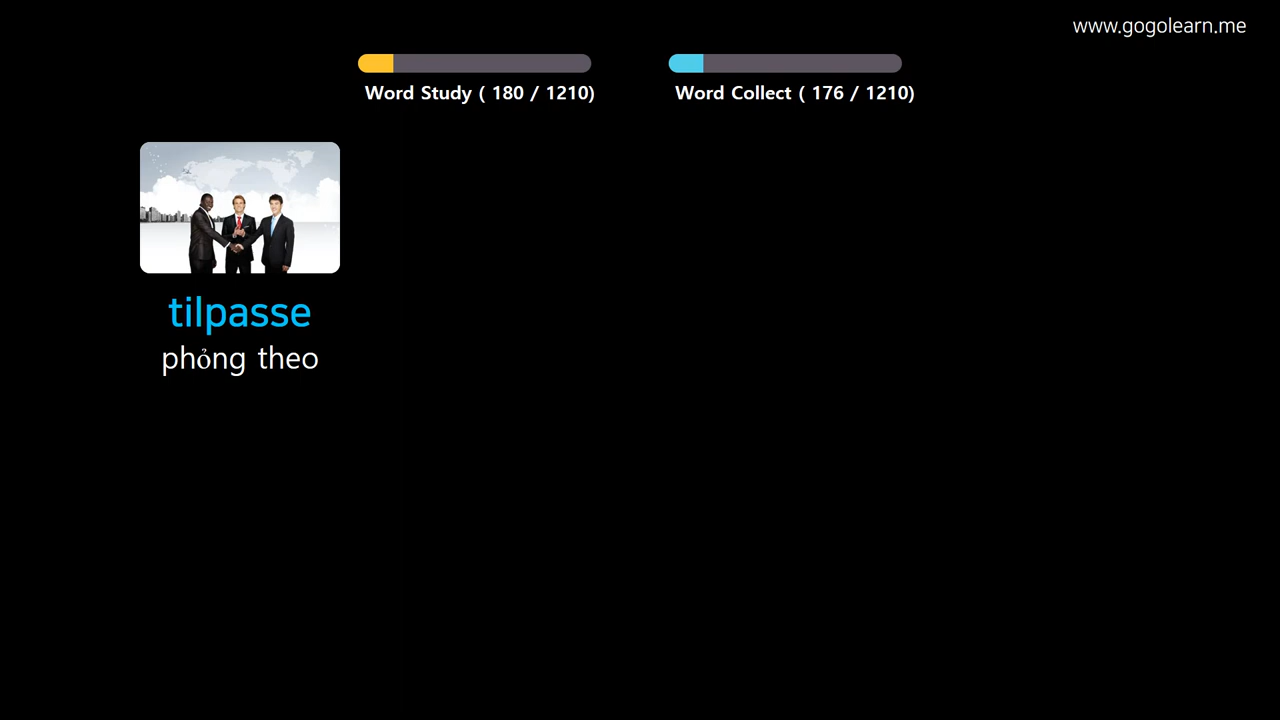 www.gogolearn.me
Word Study ( 180 / 1210)
Word Collect ( 176 / 1210)
tilpasse
phỏng theo